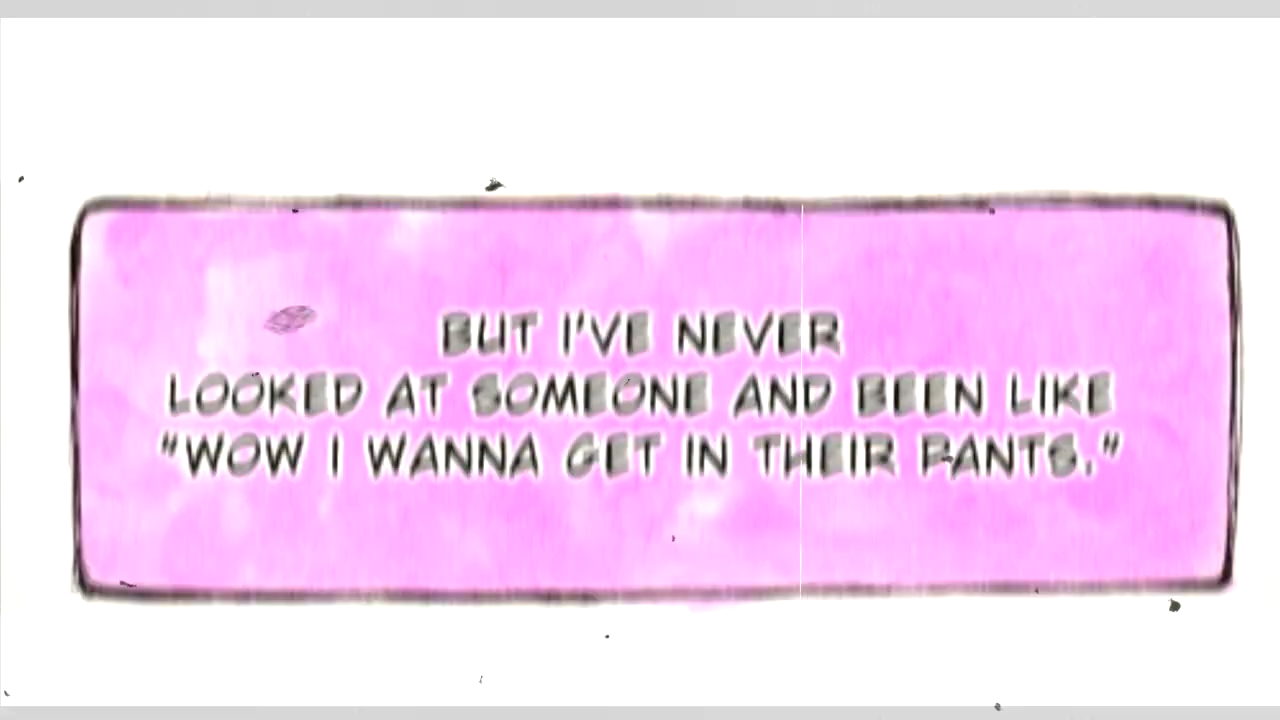 BUT I'VE NEVER
LOOKED AT SOMEONE AND BEEN LIKE
"WOW I WANNA GET IN THEIR PANTS."